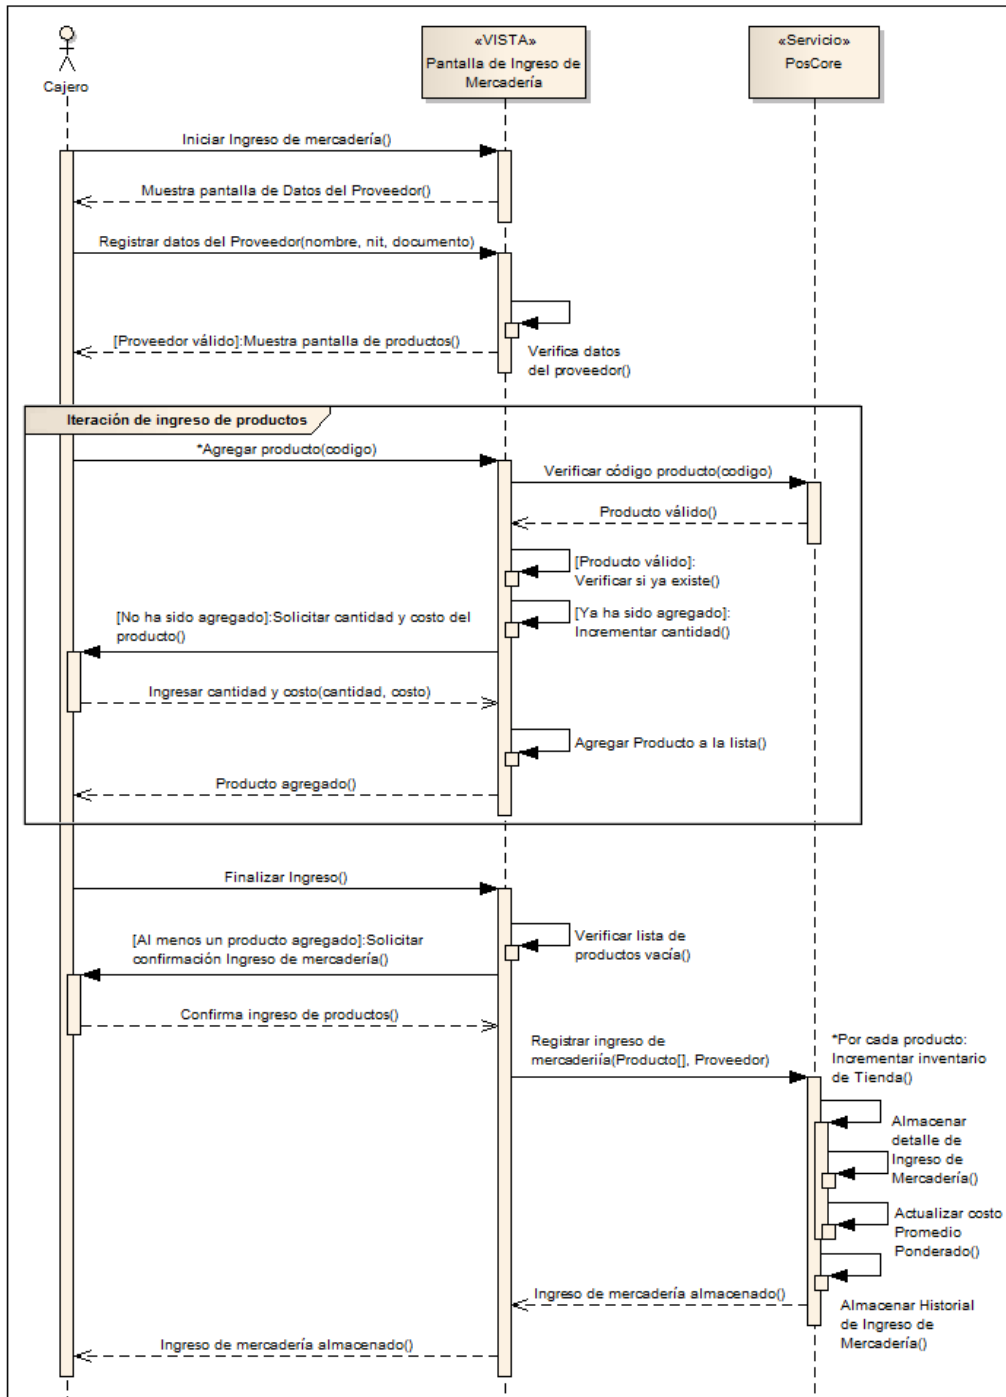 «VISTA»
Pantalla de Ingreso de
Mercadería
«Servicio»
PosCore
Cajero
Iniciar Ingreso de mercadería()
Muestra pantalla de Datos del Proveedor()
Registrar datos del Proveedor(nombre, nit, documento)
[Proveedor válido]:Muestra pantalla de productos()
Verifica datos
del proveedor()
Iteración de ingreso de productos
*Agregar producto(codigo)
Verificar código producto(codigo)
Producto válido()
[Producto válido]:
Verificar si ya existe()
[No ha sido agregado]:Solicitar cantidad y costo del
producto()
[Ya ha sido agregado]:
Incrementar cantidad()
Ingresar cantidad y costo(cantidad, costo)
Agregar Producto a la lista()
Producto agregado()
Finalizar Ingreso()
[Al menos un producto agregado]:Solicitar
confirmación Ingreso de mercadería()
Verificar lista de
productos vacía()
Confirma ingreso de productos()
Registrar ingreso de
mercaderiía(Producto[], Proveedor)
*Por cada producto:
Incrementar inventario
de Tienda()
Almacenar
detalle de
Ingreso de
Mercadería()
Actualizar costo
Promedio
Ponderado()
Ingreso de mercadería almacenado()
Almacenar Historial
de Ingreso de
Mercadería()
Ingreso de mercadería almacenado()